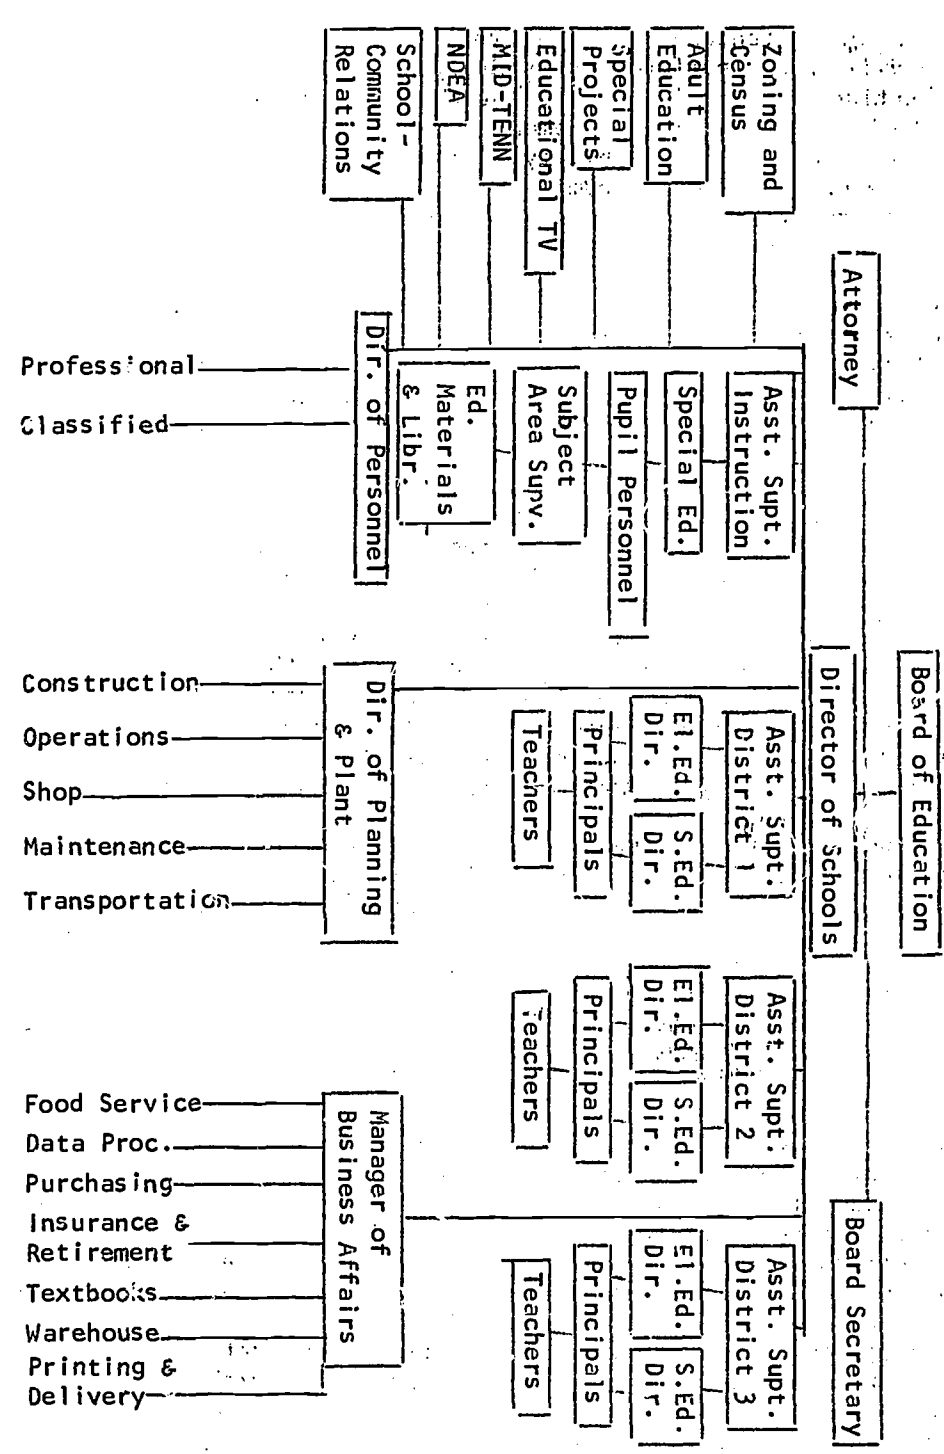 Board of Education
Director of Schools
Attorney
Board Secretary
Zoning and
Census
Adult
Education
Special
Projects
Educational TV
MID-TENN
NDEA
School-
Community
Relations
Asst. Supt.
Instruction
Special Ed.
Pupil Personnel
Subject
Area Supv.
Ed.
Materials
& Libr.
Dir. of Personnel
Professional
Classified
Asst. Supt.
District 1
El.Ed.
Dir.
S.Ed.
Dir.
Principals
Teachers
Dir. of Planning
& Plant
Construction
Operations
Shop
Maintenance
Transportation
Asst. Supt.
District 2
El.Ed.
Dir.
S.Ed.
Dir.
Principals
Teachers
Asst. Supt.
District 3
El.Ed.
Dir.
S.Ed.
Dir.
Principals
Teachers
Manager of
Business Affairs
Food Service
Data Proc.
Purchasing
Insurance &
Retirement
Textbooks
Warehouse
Printing &
Delivery